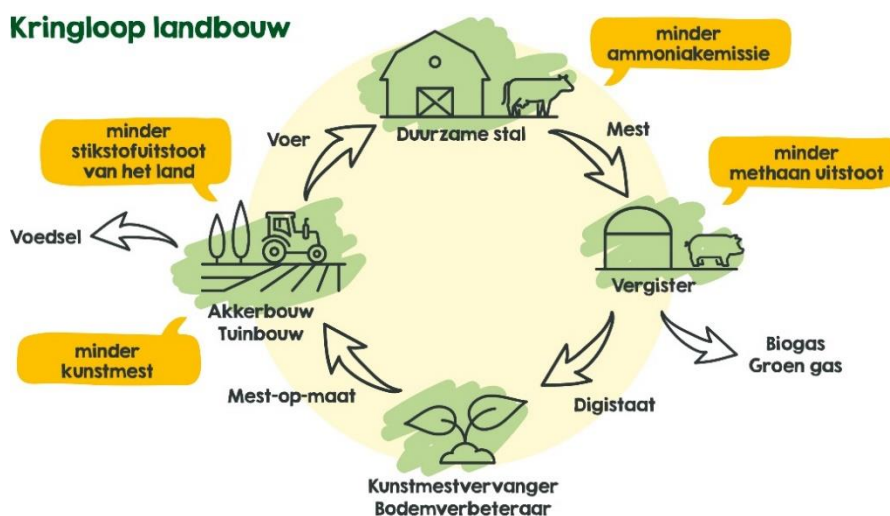 Kringloop landbouw
minder
ammoniakemissie
Duurzame stal
Mest
minder
methaan uitstoot
Vergister
Biogas
Groen gas
Digistaat
Kunstmestvervanger
Bodemverbeteraar
Mest-op-maat
minder
kunstmest
Akkerbouw
Tuinbouw
Voedsel
minder
stikstofuitstoot
van het land
Voer